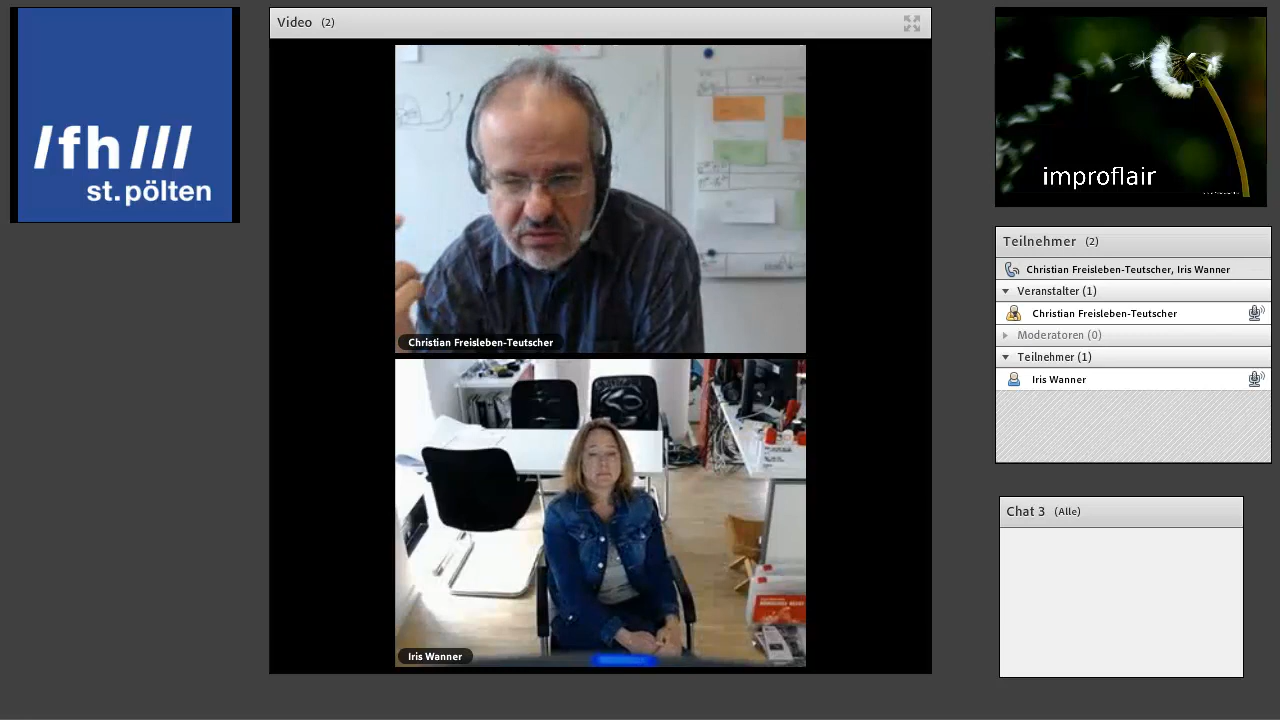 /fh///
st.pölten
Video (2)
Christian Freisleben-Teutscher
Iris Wanner
improflair
Teilnehmer (2)
Christian Freisleben-Teutscher, Iris Wanner
Veranstalter (1)
Christian Freisleben-Teutscher
Moderatoren (0)
Teilnehmer (1)
Iris Wanner
Chat 3 (Alle)